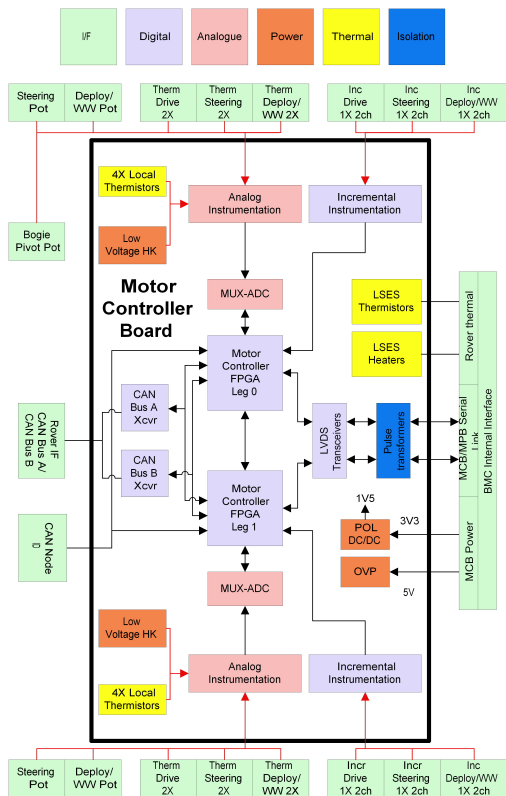 I/F
Digital
Analogue
Power
Thermal
Isolation
Steering
Pot
Deploy/
WW Pot
Therm
Drive
2X
Therm
Steering
2X
Therm
Deploy/
WW 2X
Inc
Drive
1X 2ch
Inc
Steering
1X 2ch
Inc
Deploy/WW
1X 2ch
Bogie
Pivot Pot
4X Local
Thermistors
Low
Voltage HK
Analog
Instrumentation
Incremental
Instrumentation
Motor
Controller
Board
MUX-ADC
LSES
Thermistors
LSES
Heaters
Rover thermal
Motor
Controller
FPGA
Leg 0
CAN
Bus A
Xcvr
CAN
Bus B
Xcvr
Rover IF
CAN Bus A/
CAN Bus B
LVDS
Transceivers
Pulse
transformers
MCB/MPB Serial
Link
BMC Internal Interface
Motor
Controller
FPGA
Leg 1
CAN Node
ID
1V5
POL
DC/DC
3V3
OVP
5V
MCB Power
MUX-ADC
Low
Voltage HK
4X Local
Thermistors
Analog
Instrumentation
Incremental
Instrumentation
Steering
Pot
Deploy/
WW Pot
Therm
Drive
2X
Therm
Steering
2X
Therm
Deploy/
WW 2X
Incr
Drive
1X 2ch
Incr
Steering
1X 2ch
Inc
Deploy/WW
1X 2ch